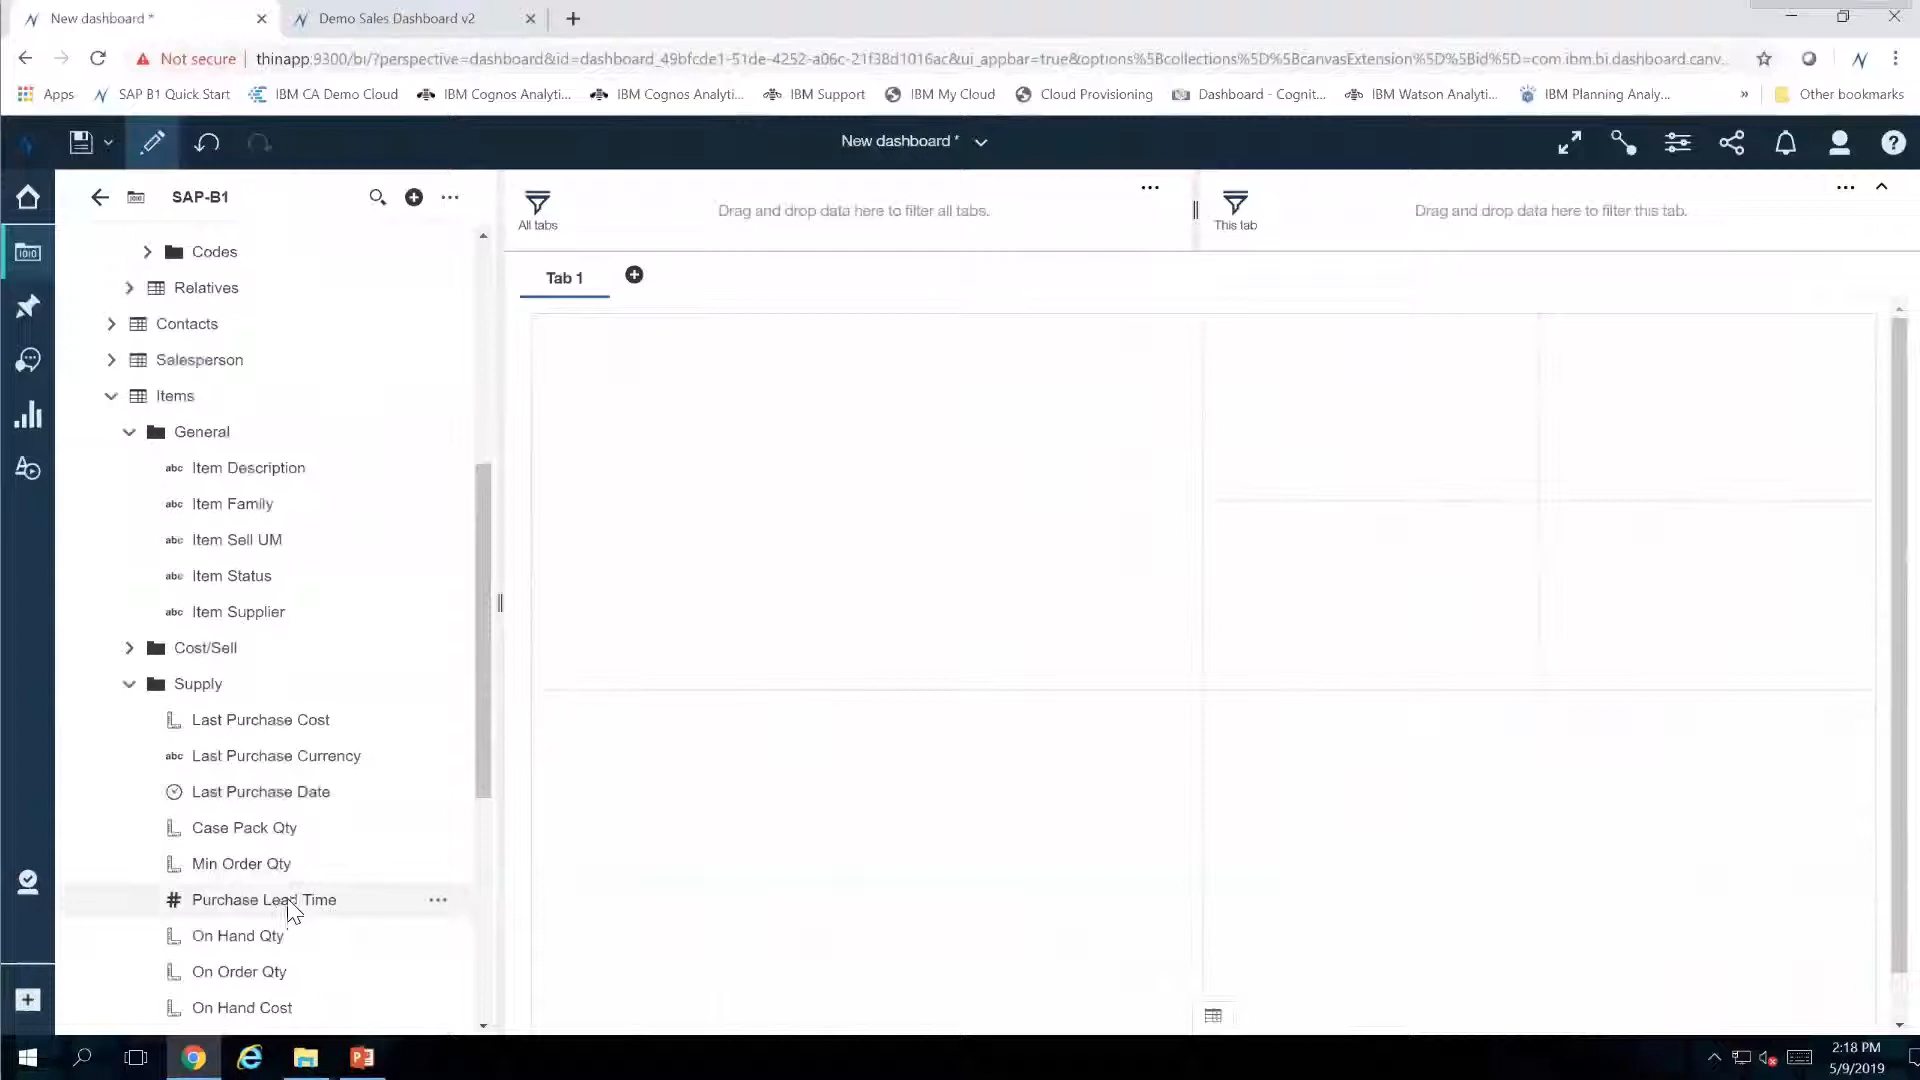 New dashboard *
Demo Sales Dashboard v2
Not secure
thinapp:9300/bi/?perspective=dashboard&id=dashboard_49bfcde1-51de-4252-a06c-21f38d1016ac&ui_appbar=true&options%5Bcollections%5D%5BcanvasExtension%5D%5Bid%5D=com.ibm.bi.dashboard.canv...
Apps
SAP B1 Quick Start
IBM CA Demo Cloud
IBM Cognos Analyti...
IBM Cognos Analyti...
IBM Support
IBM My Cloud
Cloud Provisioning
Dashboard - Cognit...
IBM Watson Analyti...
IBM Planning Analy...
»
Other bookmarks
New dashboard *
SAP-B1
All tabs
Drag and drop data here to filter all tabs.
This tab
Drag and drop data here to filter this tab.
Tab 1
Codes
Relatives
Contacts
Salesperson
Items
General
abc Item Description
abc Item Family
abc Item Sell UM
abc Item Status
abc Item Supplier
Cost/Sell
Supply
Last Purchase Cost
abc Last Purchase Currency
Last Purchase Date
Case Pack Qty
Min Order Qty
# Purchase Lead Time
On Hand Qty
On Order Qty
On Hand Cost
2:18 PM
5/9/2019